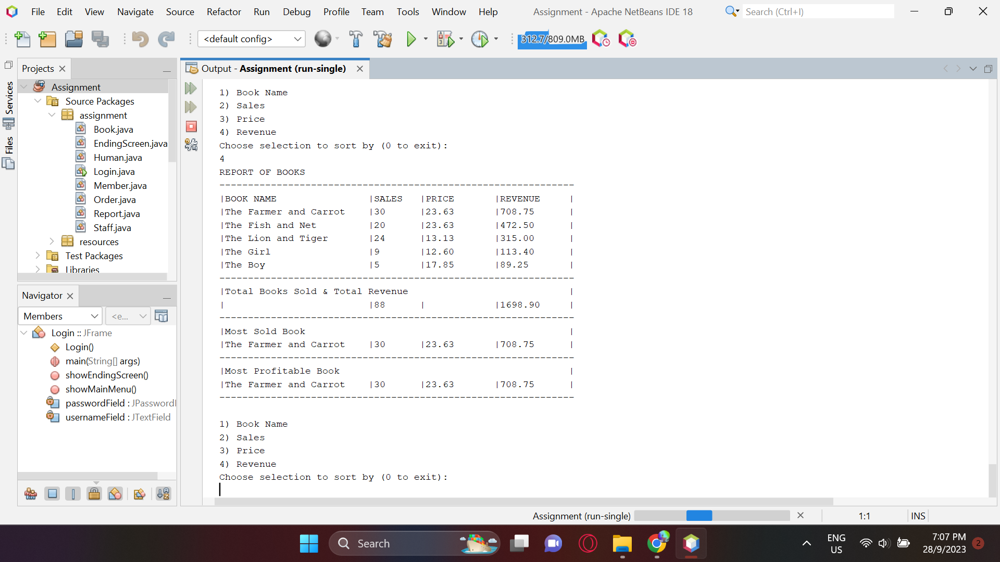 File Edit View Navigate Source Refactor Run Debug Profile Team Tools Window Help
Assignment - Apache NetBeans IDE 18
Search (Ctrl+I)
<default config>
312.7/809.0MB
Services
Files
Projects
Assignment
Source Packages
assignment
Book.java
EndingScreen.java
Human.java
Login.java
Member.java
Order.java
Report.java
Staff.java
resources
Test Packages
Libraries
Navigator
Members
<e...
Login :: JFrame
Login()
main(String[] args)
showEndingScreen()
showMainMenu()
passwordField : JPassword
usernameField : JTextField
Output - Assignment (run-single)
1) Book Name
2) Sales
3) Price
4) Revenue
Choose selection to sort by (0 to exit):
4
REPORT OF BOOKS
--------------------------------------------------------------
|BOOK NAME |SALES |PRICE |REVENUE |
|The Farmer and Carrot |30 |23.63 |708.75 |
|The Fish and Net |20 |23.63 |472.50 |
|The Lion and Tiger |24 |13.13 |315.00 |
|The Girl |9 |12.60 |113.40 |
|The Boy |5 |17.85 |89.25 |
--------------------------------------------------------------
|Total Books Sold & Total Revenue |
| |88 | |1698.90 |
--------------------------------------------------------------
|Most Sold Book |
|The Farmer and Carrot |30 |23.63 |708.75 |
--------------------------------------------------------------
|Most Profitable Book |
|The Farmer and Carrot |30 |23.63 |708.75 |
--------------------------------------------------------------
1) Book Name
2) Sales
3) Price
4) Revenue
Choose selection to sort by (0 to exit):
Assignment (run-single)
1:1
INS
Search
ENG
US
7:07 PM
28/9/2023
2